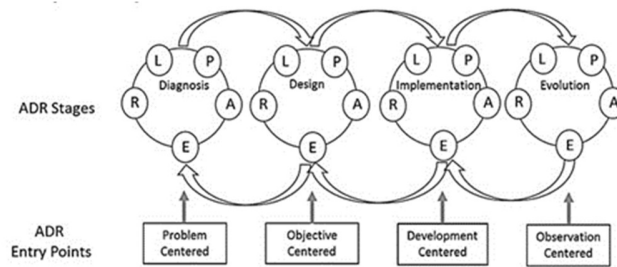 L P L P L P L P
Diagnosis Design Implementation Evolution
ADR Stages
R A R A R A R A
E E E E
ADR
Entry Points
Problem
Centered
Objective
Centered
Development
Centered
Observation
Centered